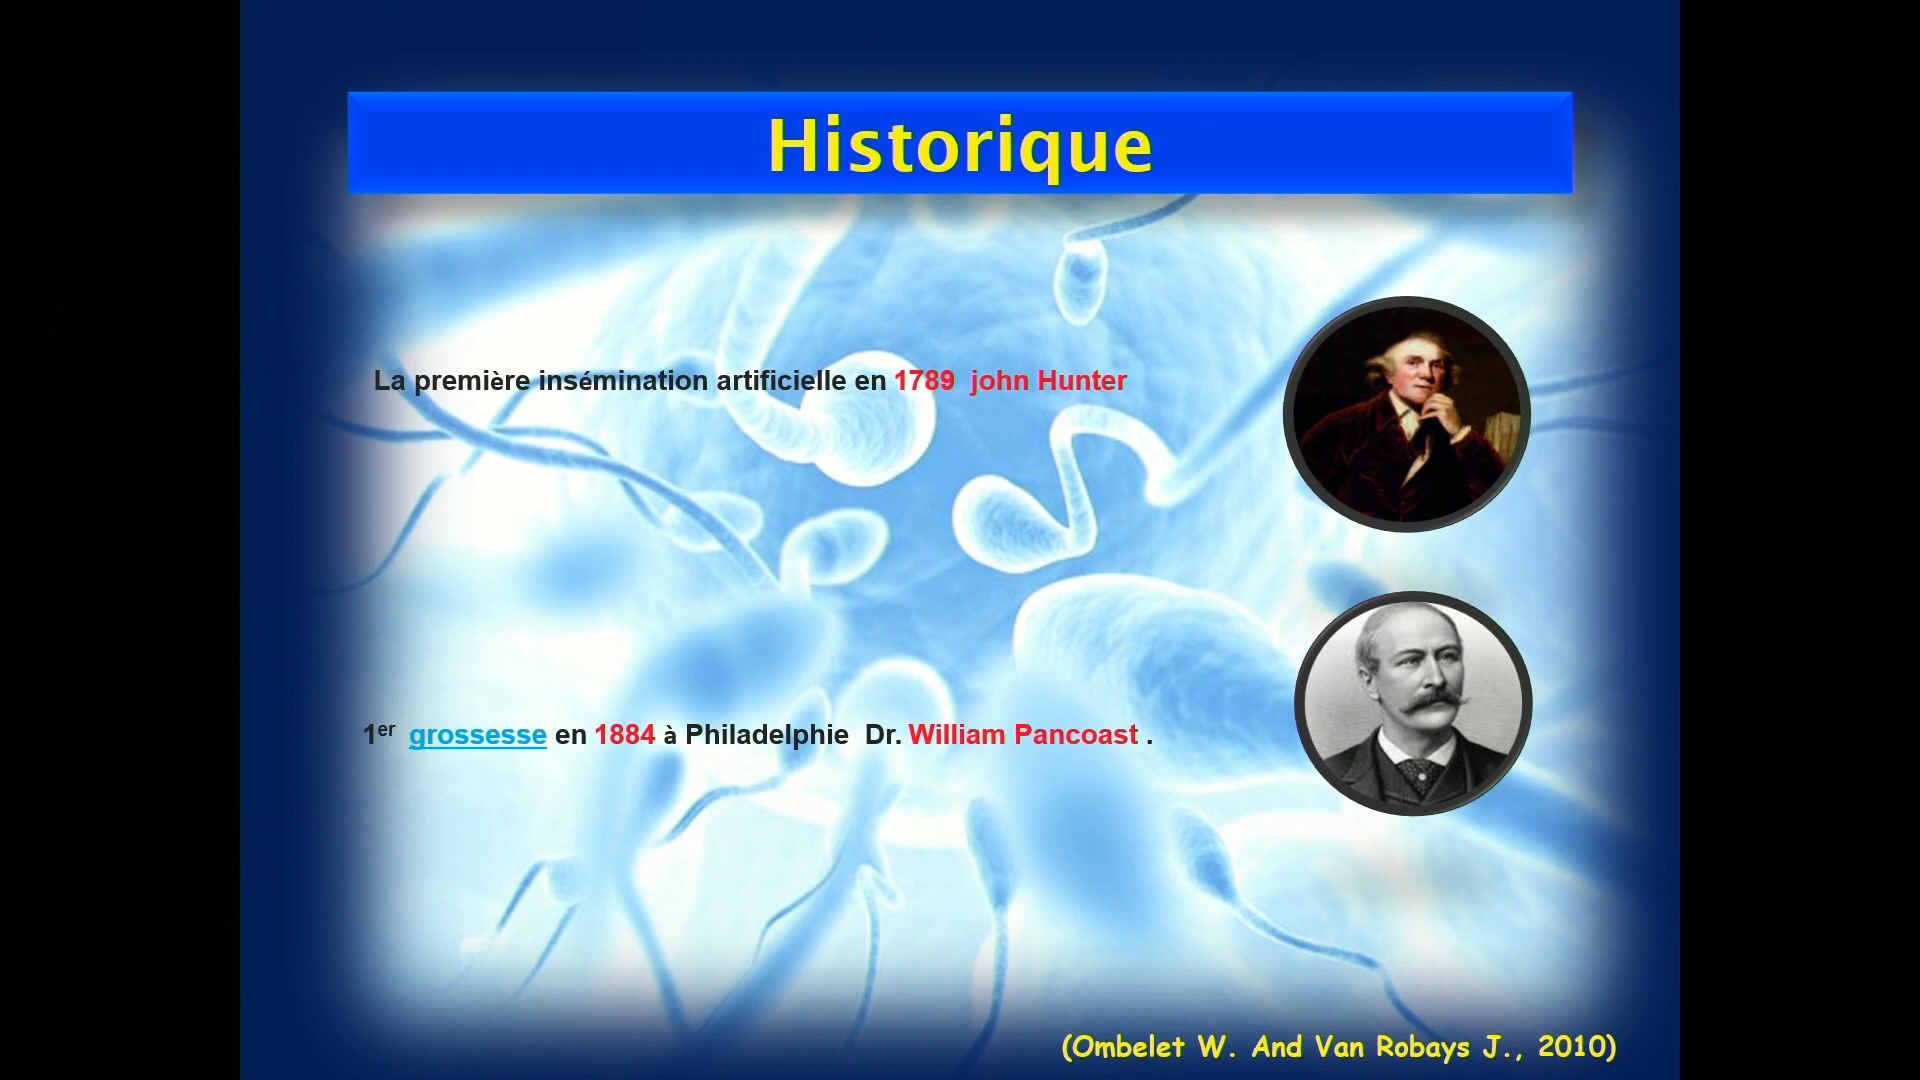 Historique
La première insémination artificielle en 1789 john Hunter
1er grossesse en 1884 à Philadelphie Dr. William Pancoast .
(Ombelet W. And Van Robays J., 2010)